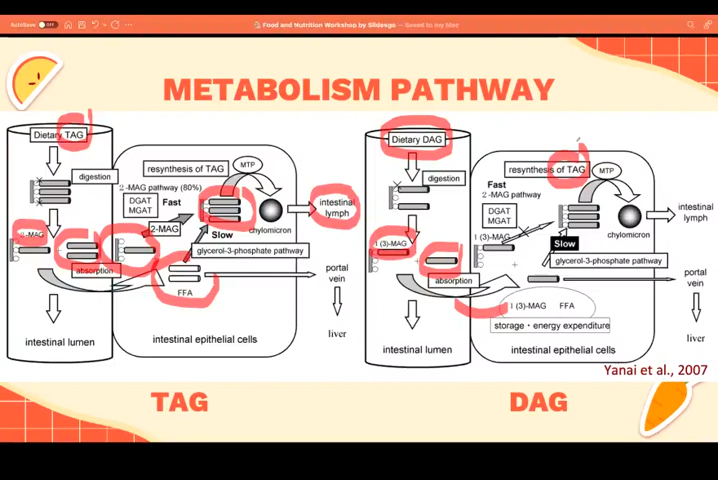 AutoSave Off
Food and Nutrition Workshop by Slidesgo — Saved to my Mac
METABOLISM PATHWAY
Dietary TAG
digestion
2-MAG
+
absorption
intestinal lumen
resynthesis of TAG
MTP
2-MAG pathway (80%)
Fast
DGAT
MGAT
2-MAG
+
Slow
chylomicron
intestinal
lymph
glycerol-3-phosphate pathway
FFA
portal
vein
liver
intestinal epithelial cells
Dietary DAG
digestion
1 (3)-MAG
+
absorption
intestinal lumen
resynthesis of TAG
MTP
Fast
2-MAG pathway
DGAT
MGAT
1 (3)-MAG
+
Slow
chylomicron
intestinal
lymph
glycerol-3-phosphate pathway
1 (3)-MAG FFA
storage・energy expenditure
portal
vein
liver
intestinal epithelial cells
Yanai et al., 2007
TAG
DAG